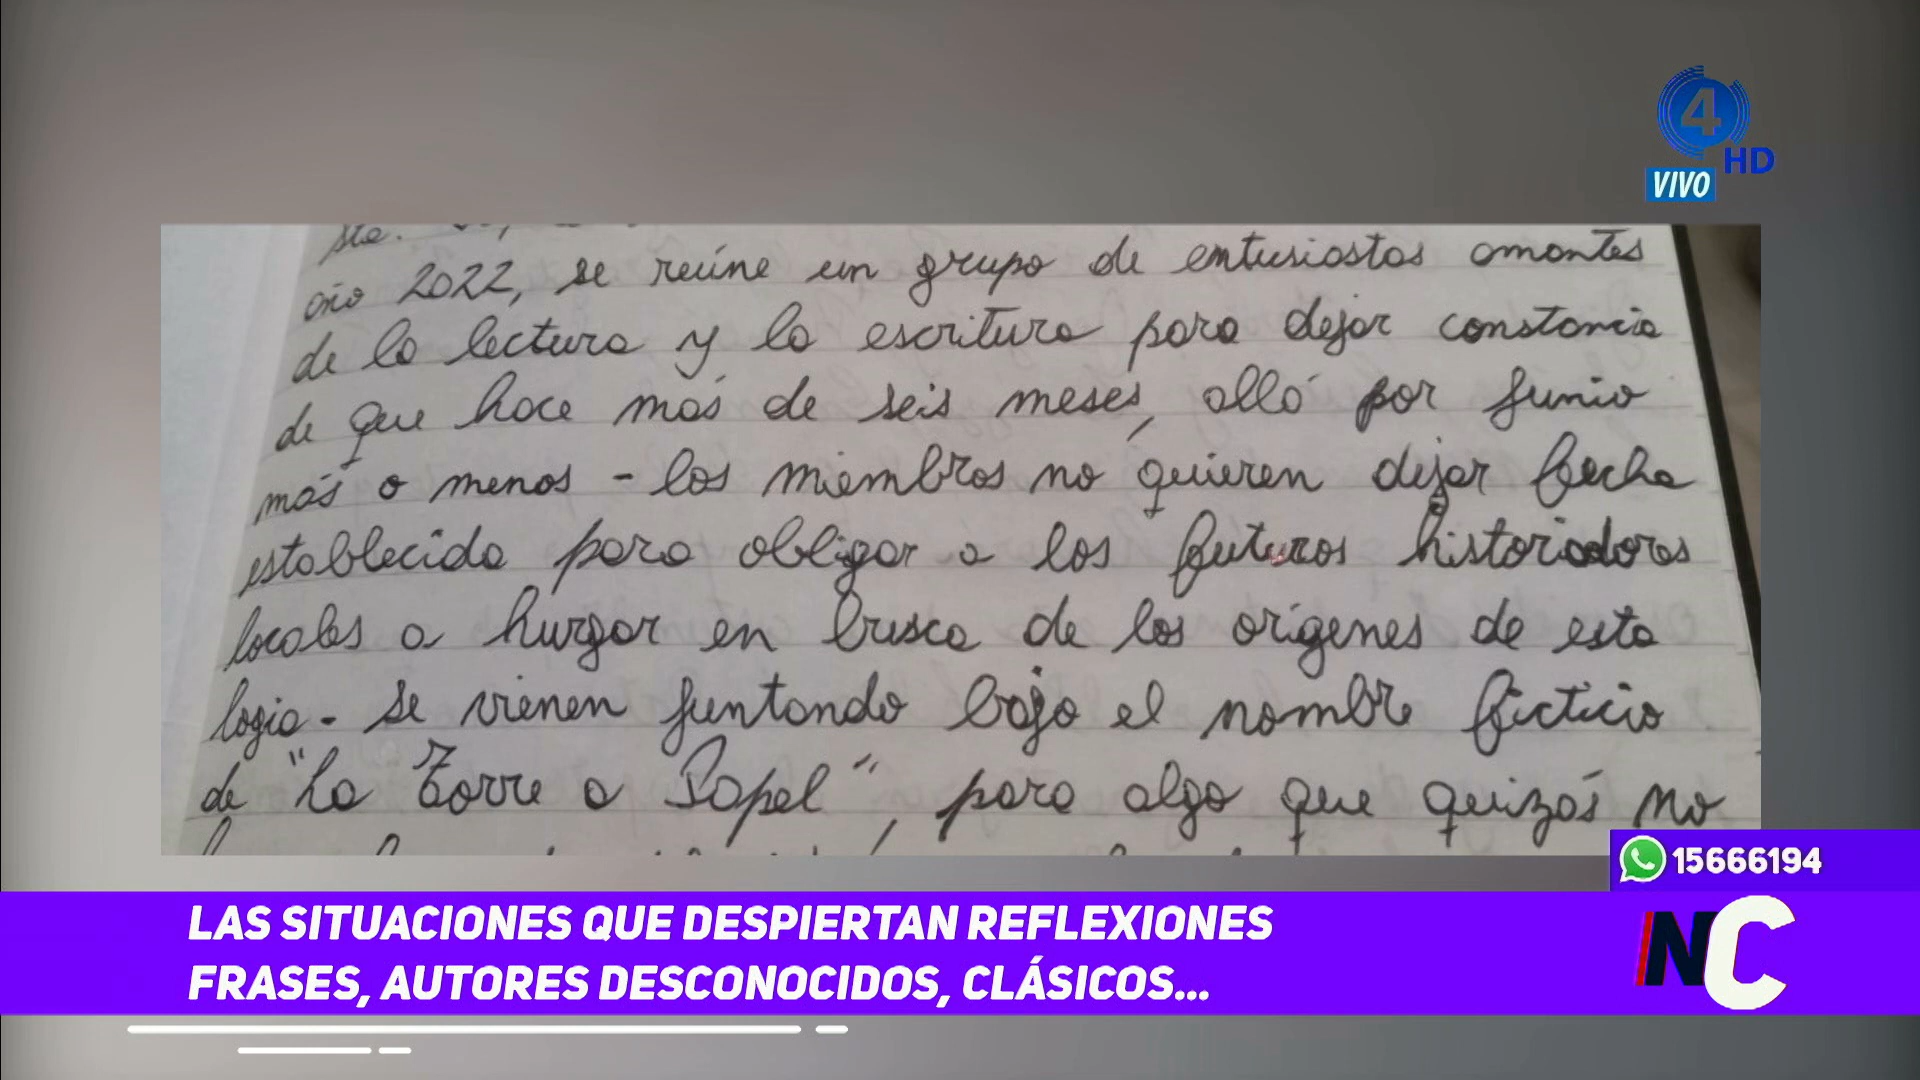 4
HD
VIVO
año 2022, se reúne un grupo de entusiastas amantes
de la lectura y la escritura para dejar constancia
de que hace más de seis meses, allá por junio
más o menos - los miembros no quieren dejar fecha
establecida para obligar a los futuros historiadores
locales a hurgar en busca de los orígenes de esta
logia - se vienen juntando bajo el nombre ficticio
de "La Torre a Papel", para algo que quizás no
15666194
LAS SITUACIONES QUE DESPIERTAN REFLEXIONES
FRASES, AUTORES DESCONOCIDOS, CLÁSICOS...
NC